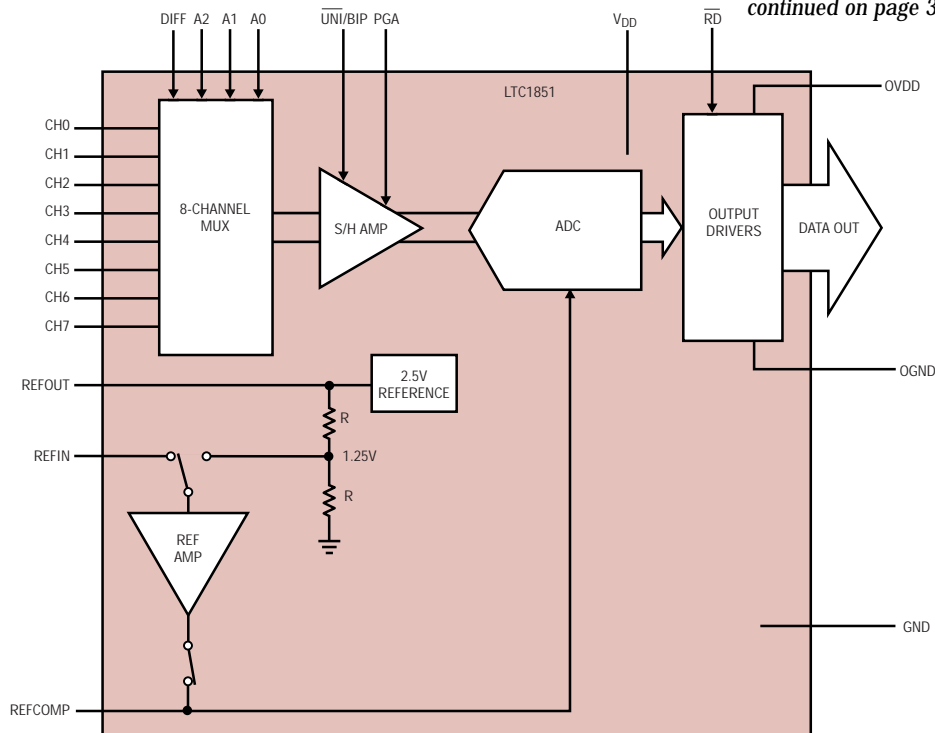 continued on page 3
DIFF A2 A1 A0 U̅N̅I̅/BIP PGA VDD R̅D̅
LTC1851
OVDD
CH0
CH1
CH2
CH3
CH4
CH5
CH6
CH7
8-CHANNEL
MUX
S/H AMP
ADC
OUTPUT
DRIVERS
DATA OUT
OGND
REFOUT
2.5V
REFERENCE
R
REFIN
1.25V
R
REF
AMP
GND
REFCOMP